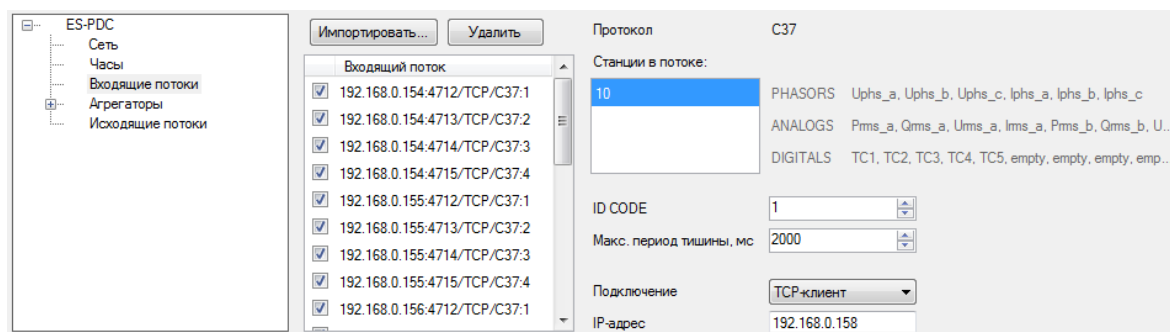 ES-PDC
Сеть
Часы
Входящие потоки
Агрегаторы
Исходящие потоки
Импортировать... Удалить
Входящий поток
192.168.0.154:4712/TCP/C37:1
192.168.0.154:4713/TCP/C37:2
192.168.0.154:4714/TCP/C37:3
192.168.0.154:4715/TCP/C37:4
192.168.0.155:4712/TCP/C37:1
192.168.0.155:4713/TCP/C37:2
192.168.0.155:4714/TCP/C37:3
192.168.0.155:4715/TCP/C37:4
192.168.0.156:4712/TCP/C37:1
Протокол C37
Станции в потоке:
10
PHASORS Uphs_a, Uphs_b, Uphs_c, Iphs_a, Iphs_b, Iphs_c
ANALOGS Prms_a, Qrms_a, Urms_a, Irms_a, Prms_b, Qrms_b, U...
DIGITALS TC1, TC2, TC3, TC4, TC5, empty, empty, empty, emp...
ID CODE 1
Макс. период тишины, мс 2000
Подключение TCP-клиент
IP-адрес 192.168.0.158